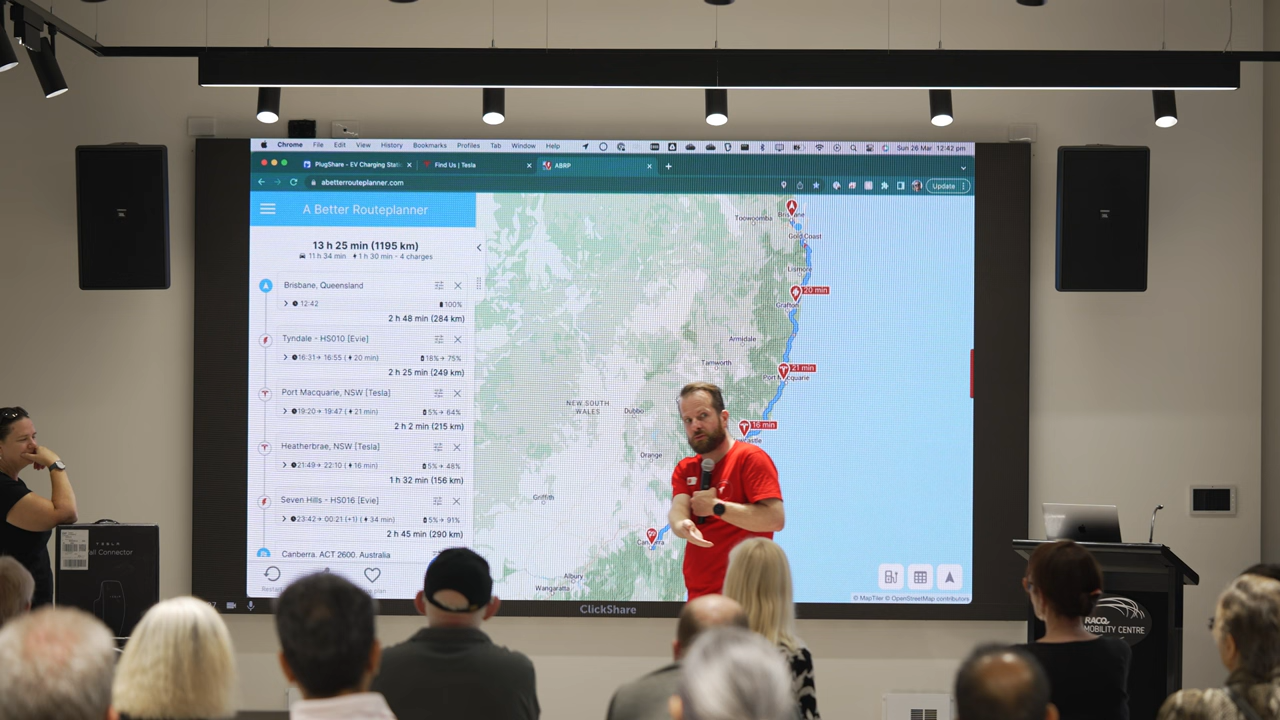 Chrome File Edit View History Bookmarks Profiles Tab Window Help Sun 26 Mar 12:42 pm
PlugShare - EV Charging Stati
Find Us | Tesla
ABRP
abetterrouteplanner.com
Update
A Better Routeplanner
13 h 25 min (1195 km)
11 h 34 min 1 h 30 min - 4 charges
Brisbane, Queensland
12:42 100%
2 h 48 min (284 km)
Tyndale - HS010 [Evie]
16:31 → 16:55 ( 20 min) 18% → 75%
2 h 25 min (249 km)
Port Macquarie, NSW [Tesla]
19:20 → 19:47 ( 21 min) 5% → 64%
2 h 2 min (215 km)
Heatherbrae, NSW [Tesla]
21:49 → 22:10 ( 16 min) 5% → 48%
1 h 32 min (156 km)
Seven Hills - HS016 [Evie]
23:42 → 00:21 (+1) ( 34 min) 5% → 91%
2 h 45 min (290 km)
Canberra, ACT 2600, Australia
Toowoomba
Brisbane
Gold Coast
Lismore
20 min
Grafton
Armidale
21 min
Tamworth
Port Macquarie
NEW SOUTH
WALES
Dubbo
16 min
castle
Orange
Griffith
Canberra
Albury
Wangaratta
© MapTiler © OpenStreetMap contributors
ClickShare
TESLA
Wall Connector
RACQ
MOBILITY CENTRE